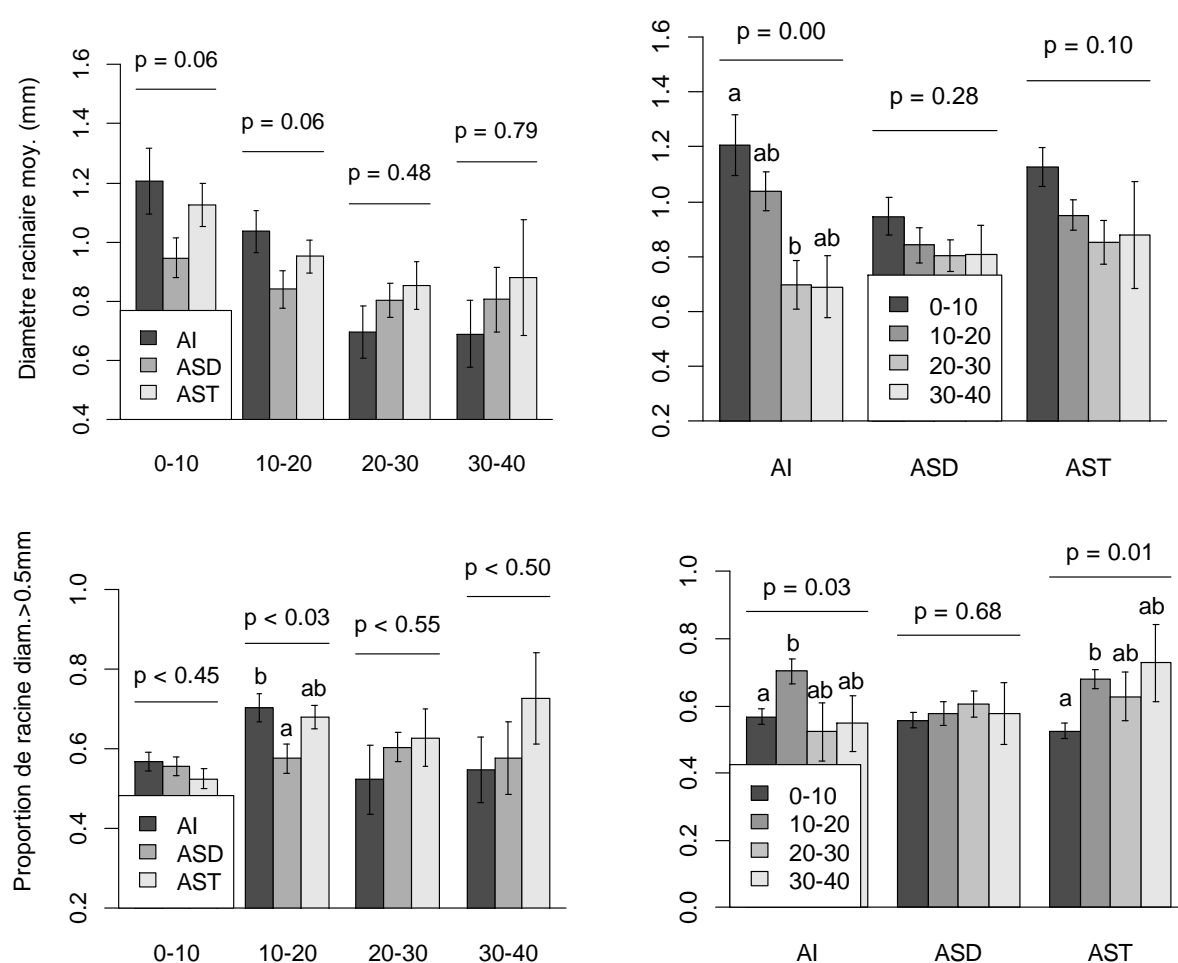 Diamètre racinaire moy. (mm)
0.4 0.6 0.8 1.0 1.2 1.4 1.6
p = 0.06
p = 0.06
p = 0.48
p = 0.79
AI
ASD
AST
0-10 10-20 20-30 30-40
0.2 0.4 0.6 0.8 1.0 1.2 1.4 1.6
p = 0.00
p = 0.28
p = 0.10
a
ab
b
ab
0-10
10-20
20-30
30-40
AI ASD AST
Proportion de racine diam.>0.5mm
0.2 0.4 0.6 0.8 1.0
p < 0.45
p < 0.03
p < 0.55
p < 0.50
b
a
ab
AI
ASD
AST
0-10 10-20 20-30 30-40
0.0 0.2 0.4 0.6 0.8 1.0
p = 0.03
p = 0.68
p = 0.01
a
b
ab
ab
a
b
ab
ab
0-10
10-20
20-30
30-40
AI ASD AST